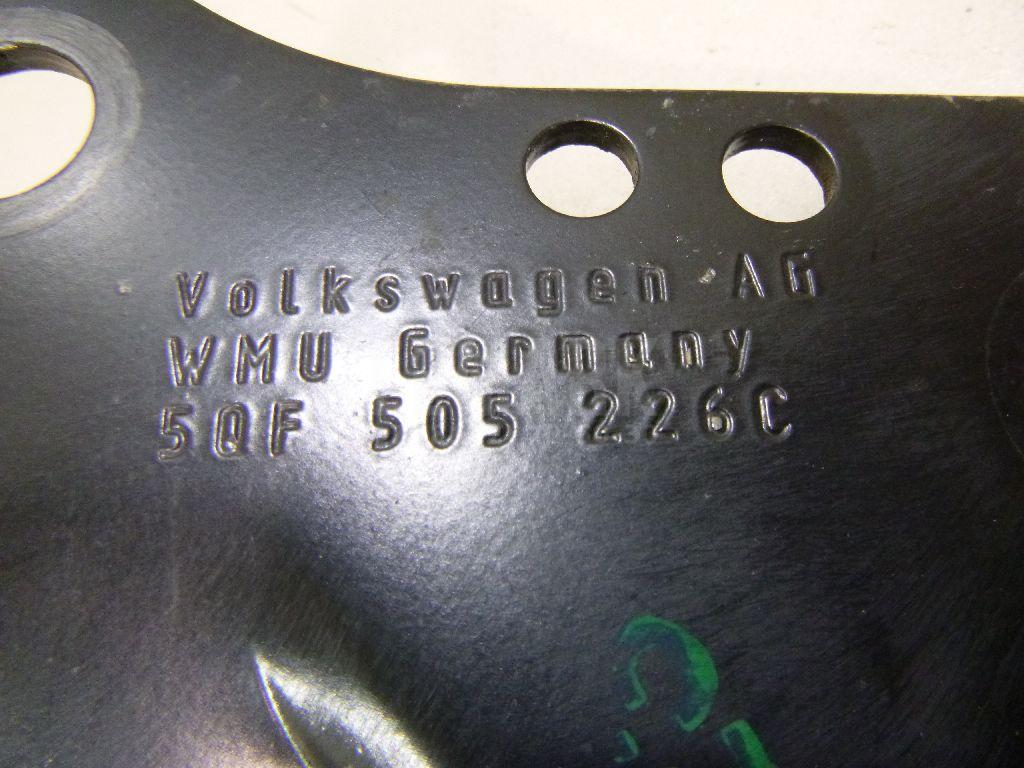 Volkswagen AG
WMU Germany
5QF 505 226C